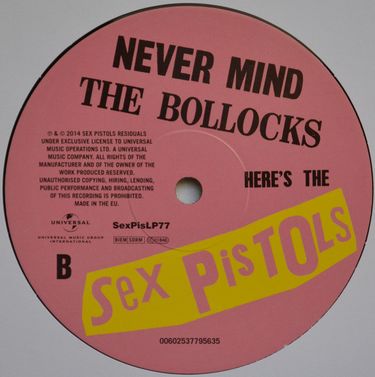 NEVER MIND
THE BOLLOCKS
HERE'S THE
SEX PiSTOLS
℗ & © 2014 SEX PISTOLS RESIDUALS
UNDER EXCLUSIVE LICENSE TO UNIVERSAL
MUSIC OPERATIONS LTD. A UNIVERSAL
MUSIC COMPANY. ALL RIGHTS OF THE
MANUFACTURER AND OF THE OWNER OF THE
WORK PRODUCED RESERVED.
UNAUTHORISED COPYING, HIRING, LENDING,
PUBLIC PERFORMANCE AND BROADCASTING
OF THIS RECORDING IS PROHIBITED.
MADE IN THE EU.
UNIVERSAL
UNIVERSAL MUSIC GROUP
INTERNATIONAL
SexPisLP77
BIEM SDRM
B
00602537795635